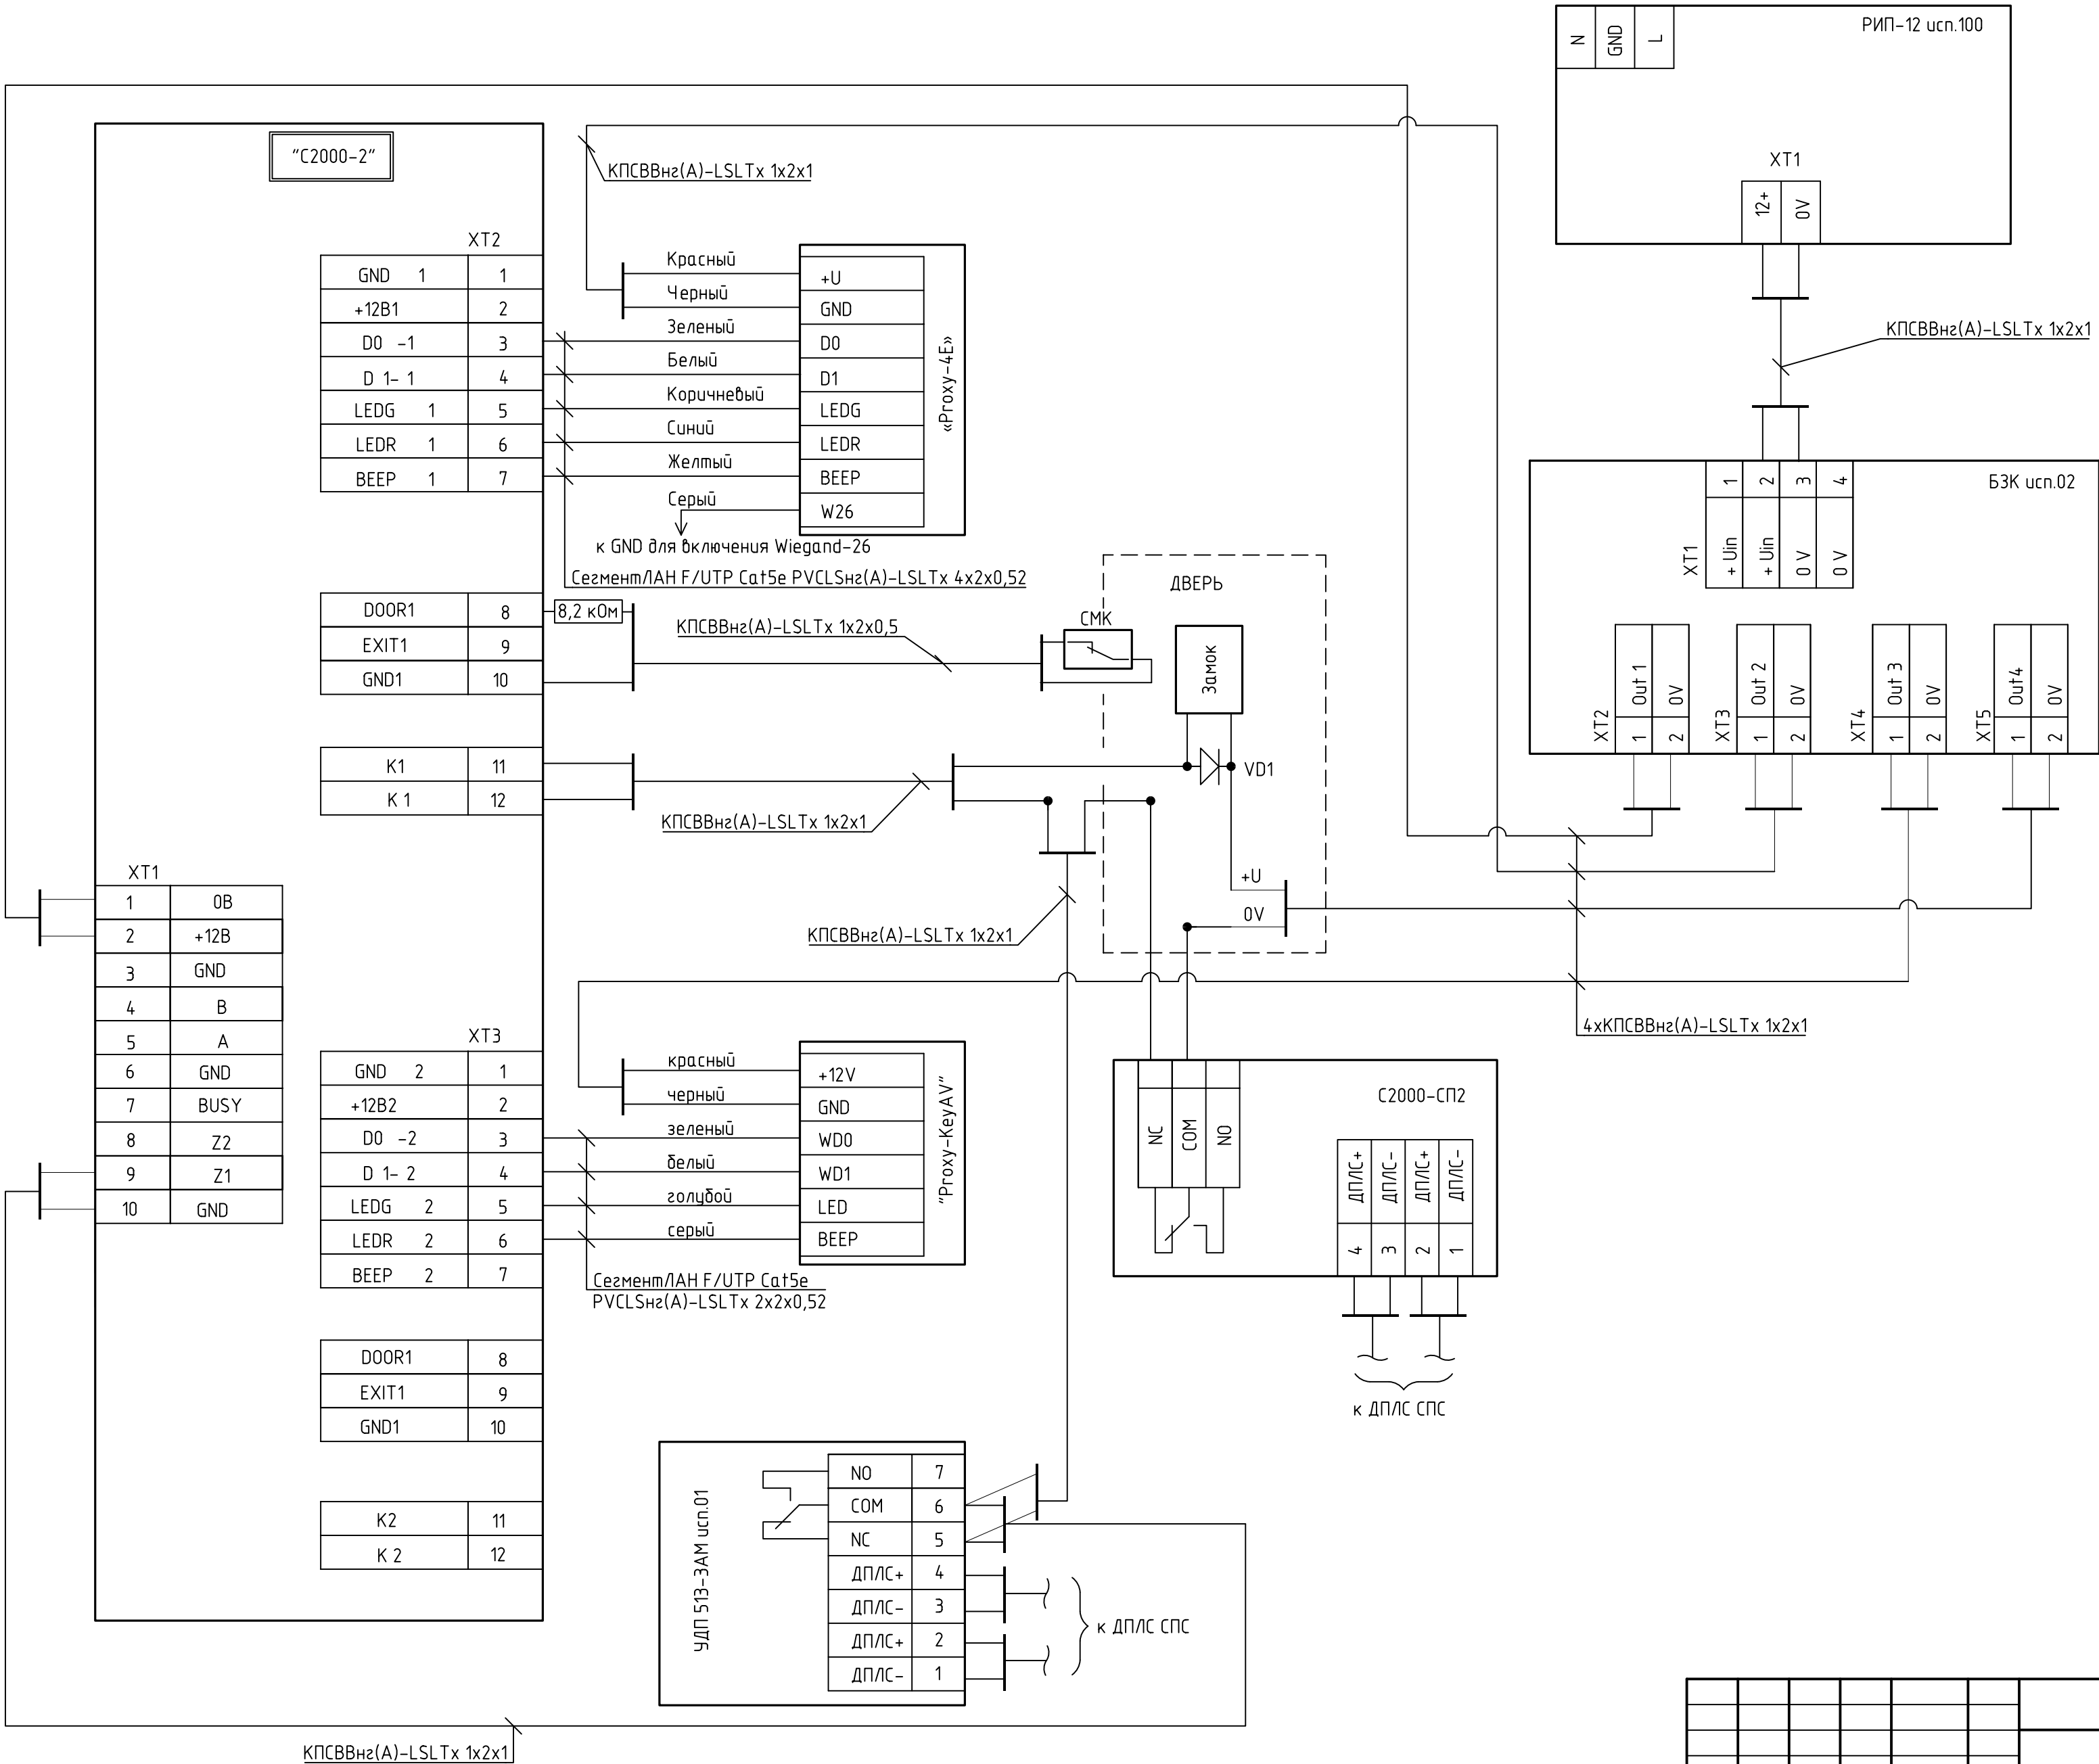 РИП-12 исп.100
N
GND
L
XT1
12+
0V
КПСВВнг(А)-LSLTx 1x2x1
"С2000-2"
КПСВВнг(А)-LSLTx 1x2x1
XT2
GND 1 1
+12В1 2
D0 -1 3
D 1- 1 4
LEDG 1 5
LEDR 1 6
BEEP 1 7
Красный
Черный
Зеленый
Белый
Коричневый
Синий
Желтый
Серый
+U
GND
D0
D1
LEDG
LEDR
BEEP
W26
«Proxy-4E»
к GND для включения Wiegand-26
СегментЛАН F/UTP Cat5e PVCLSнг(А)-LSLTx 4x2x0,52
DOOR1 8
EXIT1 9
GND1 10
8,2 кОм
КПСВВнг(А)-LSLTx 1x2x0,5
СМК
ДВЕРЬ
Замок
VD1
+U
0V
K1 11
K 1 12
КПСВВнг(А)-LSLTx 1x2x1
КПСВВнг(А)-LSLTx 1x2x1
БЗК исп.02
XT1
+ Uin 1
+ Uin 2
0 V 3
0 V 4
XT2
1 Out 1
2 0V
XT3
1 Out 2
2 0V
XT4
1 Out 3
2 0V
XT5
1 Out4
2 0V
4xКПСВВнг(А)-LSLTx 1x2x1
XT1
1 0В
2 +12В
3 GND
4 B
5 A
6 GND
7 BUSY
8 Z2
9 Z1
10 GND
XT3
GND 2 1
+12В2 2
D0 -2 3
D 1- 2 4
LEDG 2 5
LEDR 2 6
BEEP 2 7
красный
черный
зеленый
белый
голубой
серый
+12V
GND
WD0
WD1
LED
BEEP
"Proxy-KeyAV"
СегментЛАН F/UTP Cat5e
PVCLSнг(А)-LSLTx 2x2x0,52
DOOR1 8
EXIT1 9
GND1 10
K2 11
K 2 12
С2000-СП2
NC
COM
NO
ДПЛС+ 4
ДПЛС- 3
ДПЛС+ 2
ДПЛС- 1
к ДПЛС СПС
УДП 513-3АМ исп.01
NO 7
COM 6
NC 5
ДПЛС+ 4
ДПЛС- 3
ДПЛС+ 2
ДПЛС- 1
к ДПЛС СПС
КПСВВнг(А)-LSLTx 1x2x1